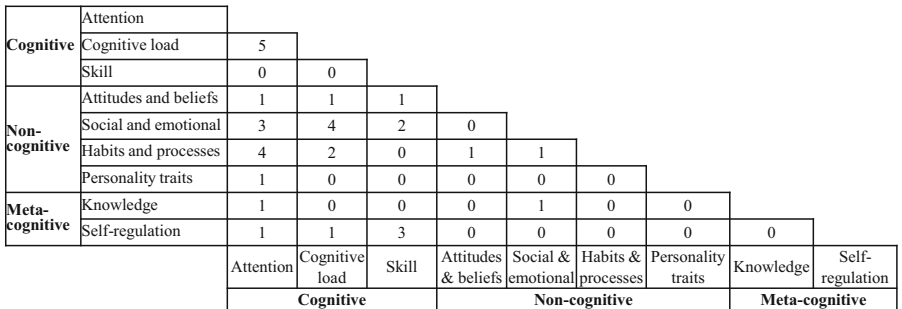 Attention
Cognitive Cognitive load 5
Skill 0 0
Attitudes and beliefs 1 1 1
Non-
cognitive
Social and emotional 3 4 2 0
Habits and processes 4 2 0 1 1
Personality traits 1 0 0 0 0 0
Meta-
cognitive
Knowledge 1 0 0 0 1 0 0
Self-regulation 1 1 3 0 0 0 0 0
Attention
Cognitive
load
Skill
Attitudes
& beliefs
Social &
emotional
Habits &
processes
Personality
traits
Knowledge
Self-
regulation
Cognitive Non-cognitive Meta-cognitive